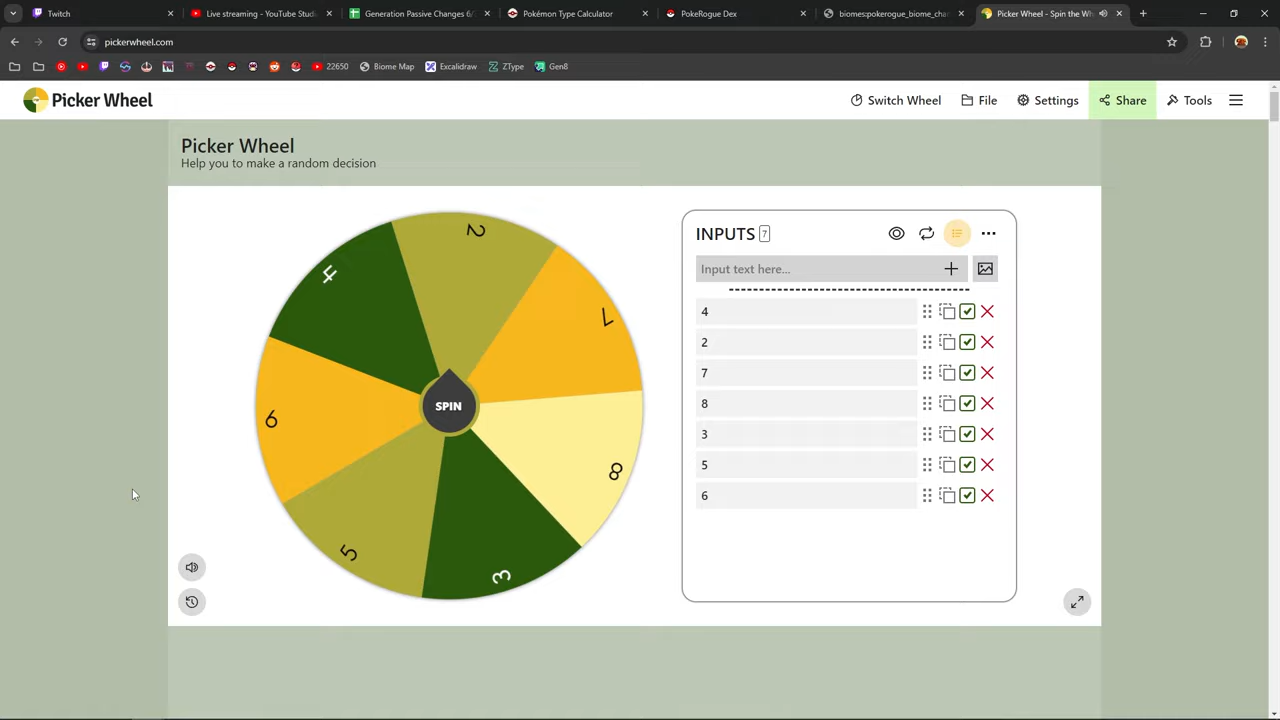 Twitch
Live streaming - YouTube Studi
Generation Passive Changes 6/
Pokémon Type Calculator
PokeRogue Dex
biomes:pokerogue_biome_cha
Picker Wheel - Spin the Wh
pickerwheel.com
22650
Biome Map
Excalidraw
ZType
Gen8
Picker Wheel
Switch Wheel
File
Settings
Share
Tools
Picker Wheel
Help you to make a random decision
2
7
8
3
5
6
4
SPIN
INPUTS 7
Input text here...
4
2
7
8
3
5
6